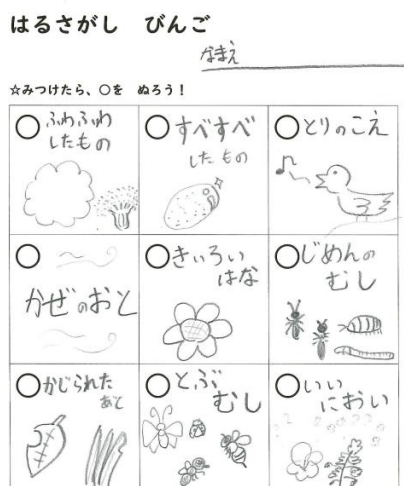 はるさがし　びんご
なまえ
☆みつけたら、○を　ぬろう！
ふわふわ
したもの
すべすべ
した もの
とりのこえ
かぜのおと
きいろい
はな
じめんの
むし
かじられた
あと
とぶ
むし
いい
におい